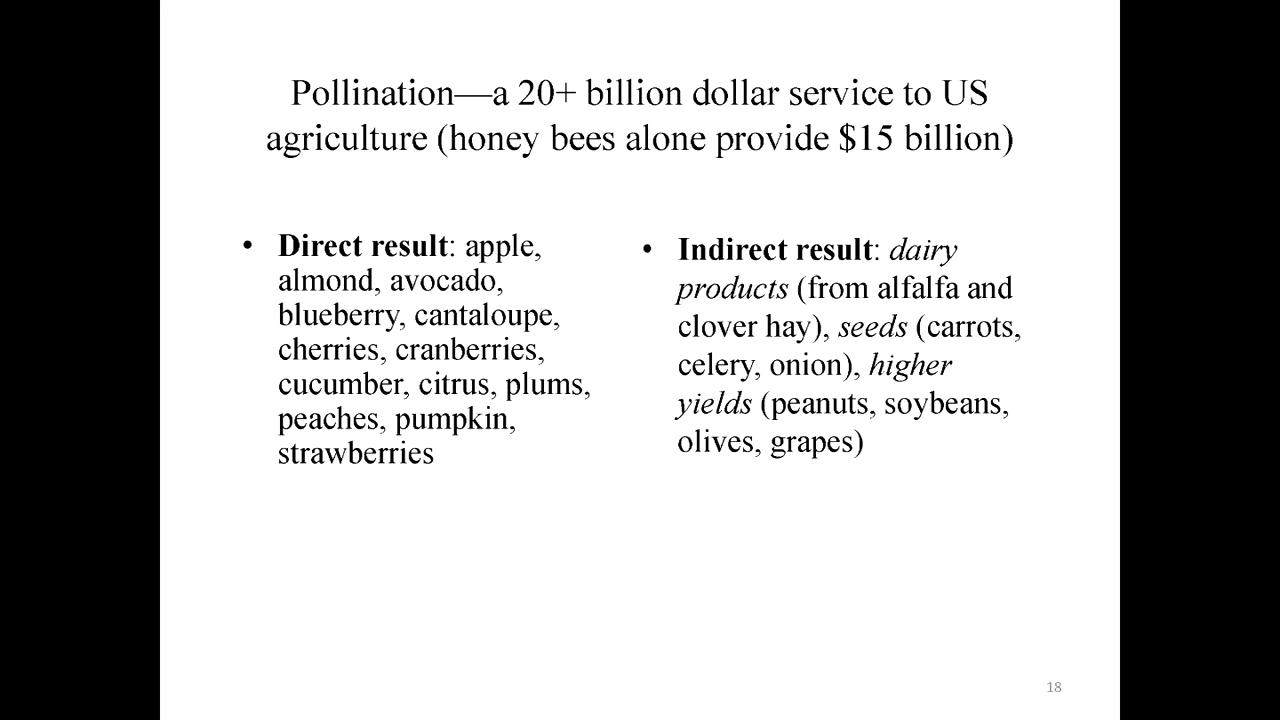 Pollination—a 20+ billion dollar service to US
agriculture (honey bees alone provide $15 billion)
• Direct result: apple,
almond, avocado,
blueberry, cantaloupe,
cherries, cranberries,
cucumber, citrus, plums,
peaches, pumpkin,
strawberries
• Indirect result: dairy
products (from alfalfa and
clover hay), seeds (carrots,
celery, onion), higher
yields (peanuts, soybeans,
olives, grapes)
18